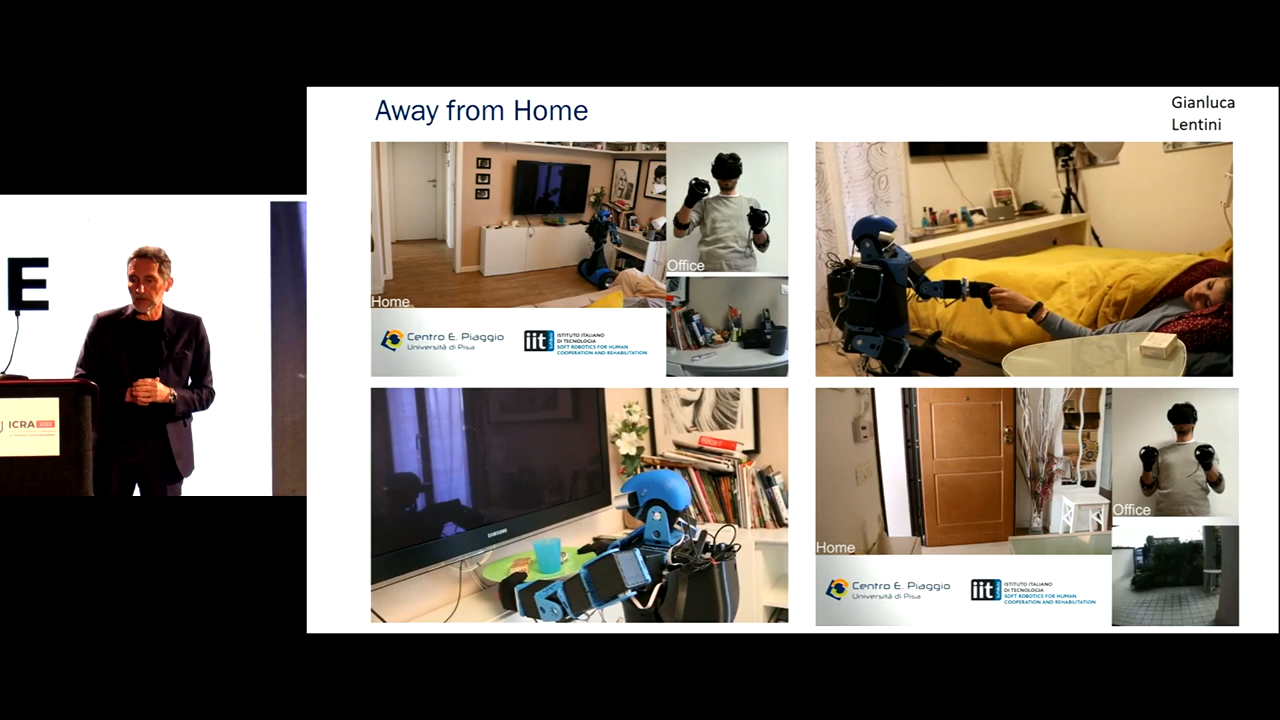 Away from Home
Gianluca
Lentini
Office
Home
Centro E. Piaggio
Università di Pisa
iit
ISTITUTO ITALIANO
DI TECNOLOGIA
SOFT ROBOTICS FOR HUMAN
COOPERATION AND REHABILITATION
SAMSUNG
Office
Home
Centro E. Piaggio
Università di Pisa
iit
ISTITUTO ITALIANO
DI TECNOLOGIA
SOFT ROBOTICS FOR HUMAN
COOPERATION AND REHABILITATION
E
ICRA